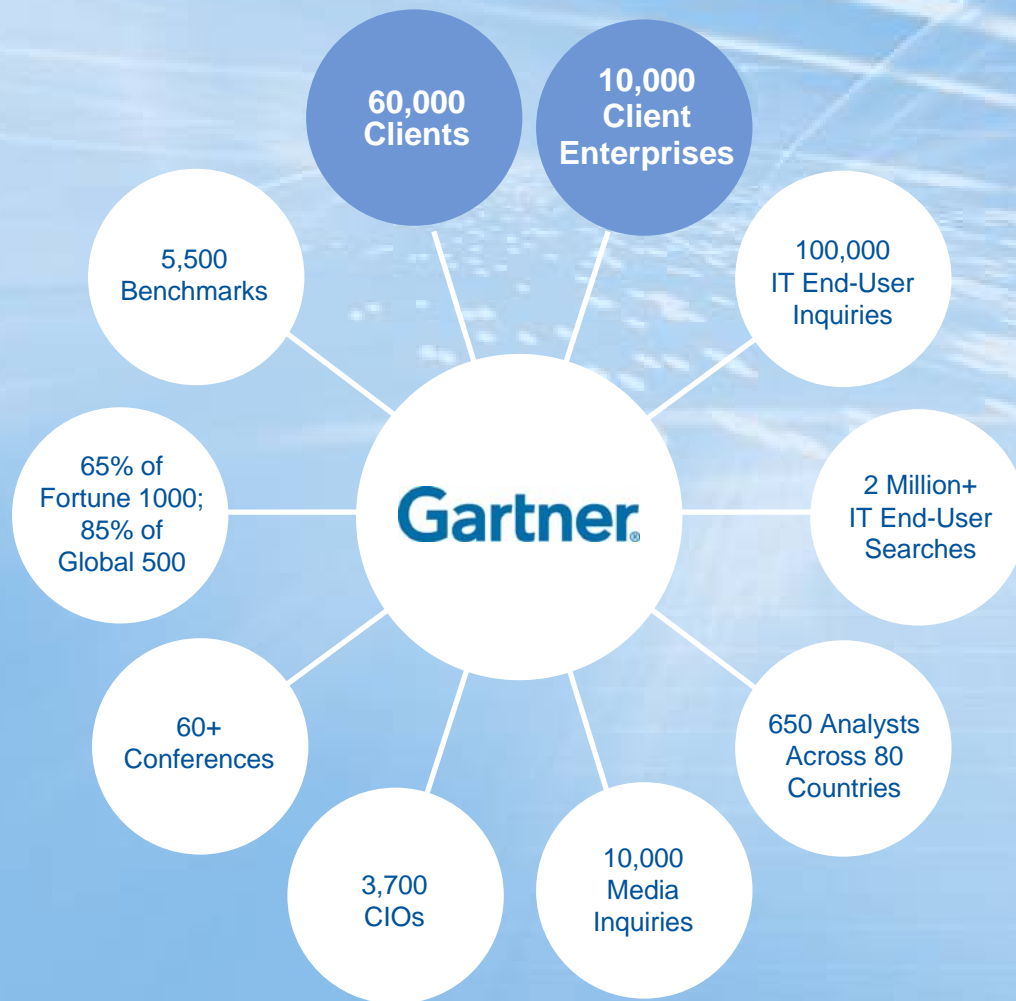 60,000
Clients
10,000
Client
Enterprises
100,000
IT End-User
Inquiries
2 Million+
IT End-User
Searches
650 Analysts
Across 80
Countries
10,000
Media
Inquiries
3,700
CIOs
60+
Conferences
65% of
Fortune 1000;
85% of
Global 500
5,500
Benchmarks
Gartner®